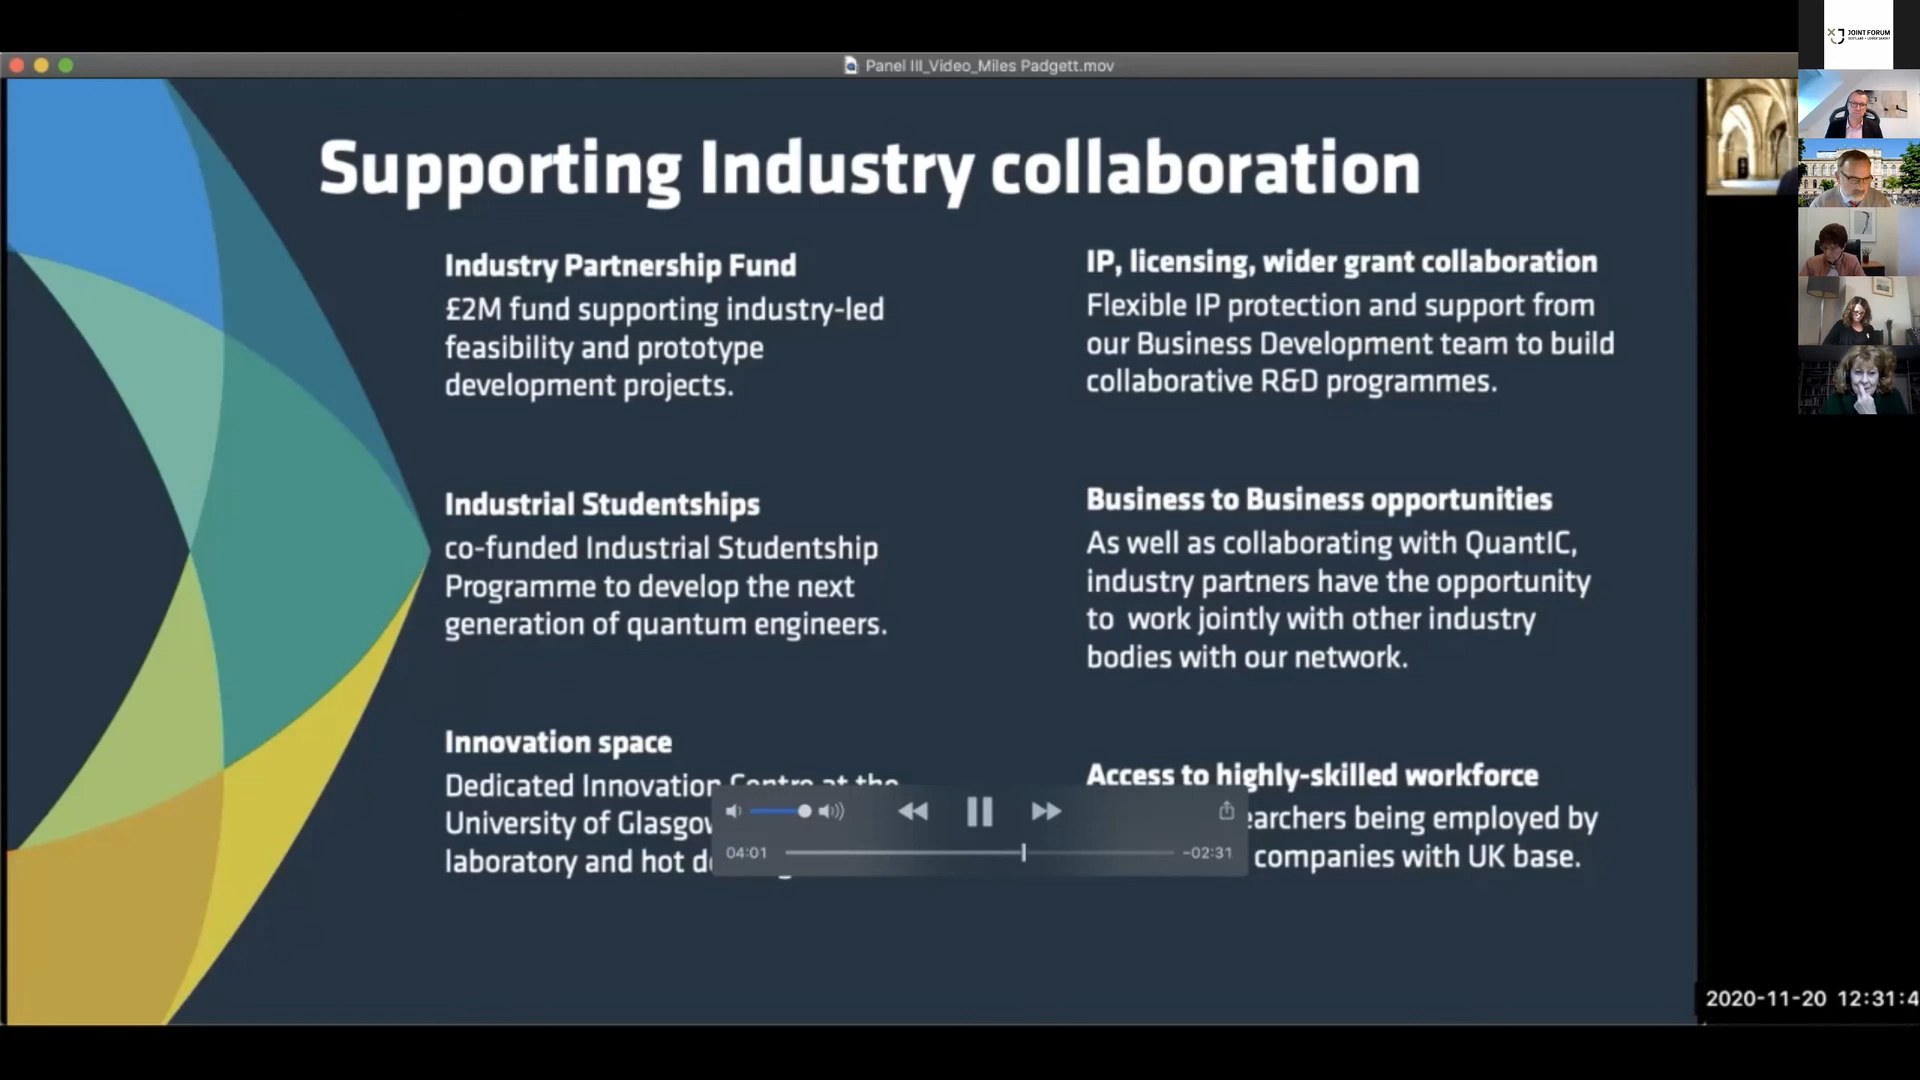 Panel III_Video_Miles Padgett.mov
JOINT FORUM
Supporting Industry collaboration
Industry Partnership Fund
£2M fund supporting industry-led
feasibility and prototype
development projects.
Industrial Studentships
co-funded Industrial Studentship
Programme to develop the next
generation of quantum engineers.
Innovation space
Dedicated Innovation Centre at the
University of
laboratory and hot
IP, licensing, wider grant collaboration
Flexible IP protection and support from
our Business Development team to build
collaborative R&D programmes.
Business to Business opportunities
As well as collaborating with QuantIC,
industry partners have the opportunity
to  work jointly with other industry
bodies with our network.
Access to highly-skilled workforce
being employed by
companies with UK base.
04:01
-02:31
2020-11-20 12:31:4